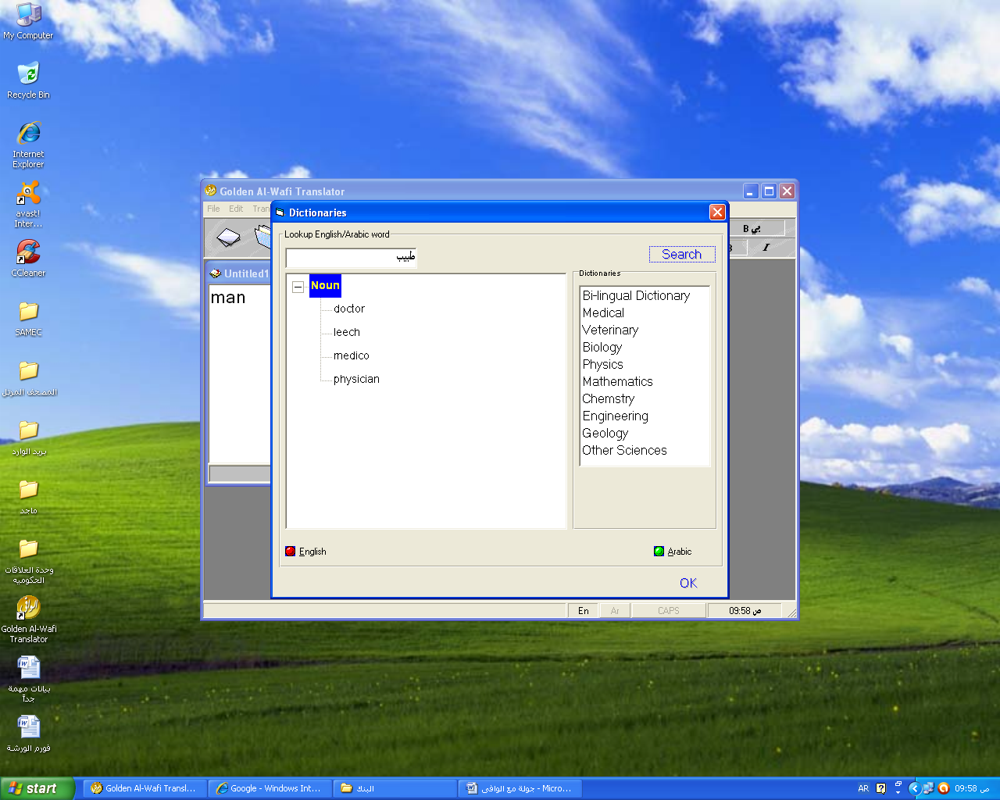 My Computer
Recycle Bin
Internet
Explorer
avast!
Inter...
CCleaner
SAMEC
المصحف المرتل
بريد الوارد
ماجد
وحدة العلاقات
الحكوميه
Golden Al-Wafi
Translator
بيانات مهمة
جداً
فورم الورشة
Golden Al-Wafi Translator
File Edit Tran
B بي
I
Untitled1
man
Dictionaries
Lookup English/Arabic word
طبيب
Search
Noun
doctor
leech
medico
physician
Dictionaries
Bi-lingual Dictionary
Medical
Veterinary
Biology
Physics
Mathematics
Chemstry
Engineering
Geology
Other Sciences
English
Arabic
OK
En Ar CAPS 09:58 ص
start
Golden Al-Wafi Transl...
Google - Windows Int...
البنك
جولة مع الوافي - Micro...
AR
09:58 ص